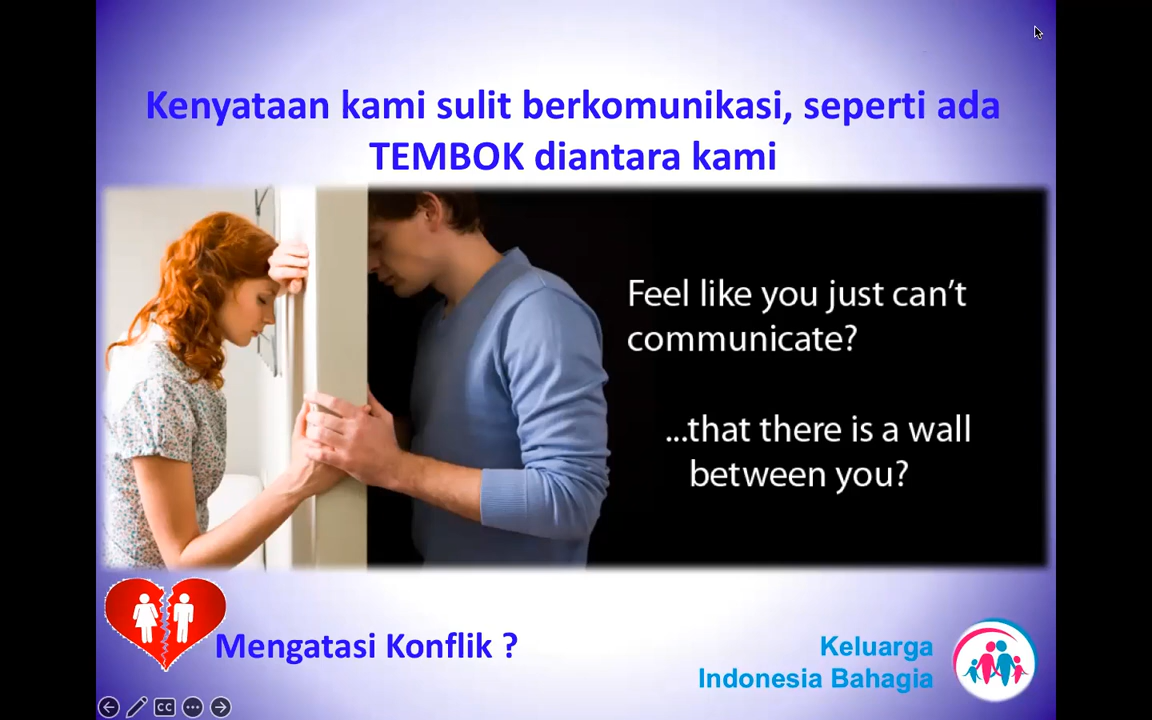 Kenyataan kami sulit berkomunikasi, seperti ada
TEMBOK diantara kami
Feel like you just can't
communicate?
...that there is a wall
between you?
Mengatasi Konflik ?
Keluarga
Indonesia Bahagia
CC